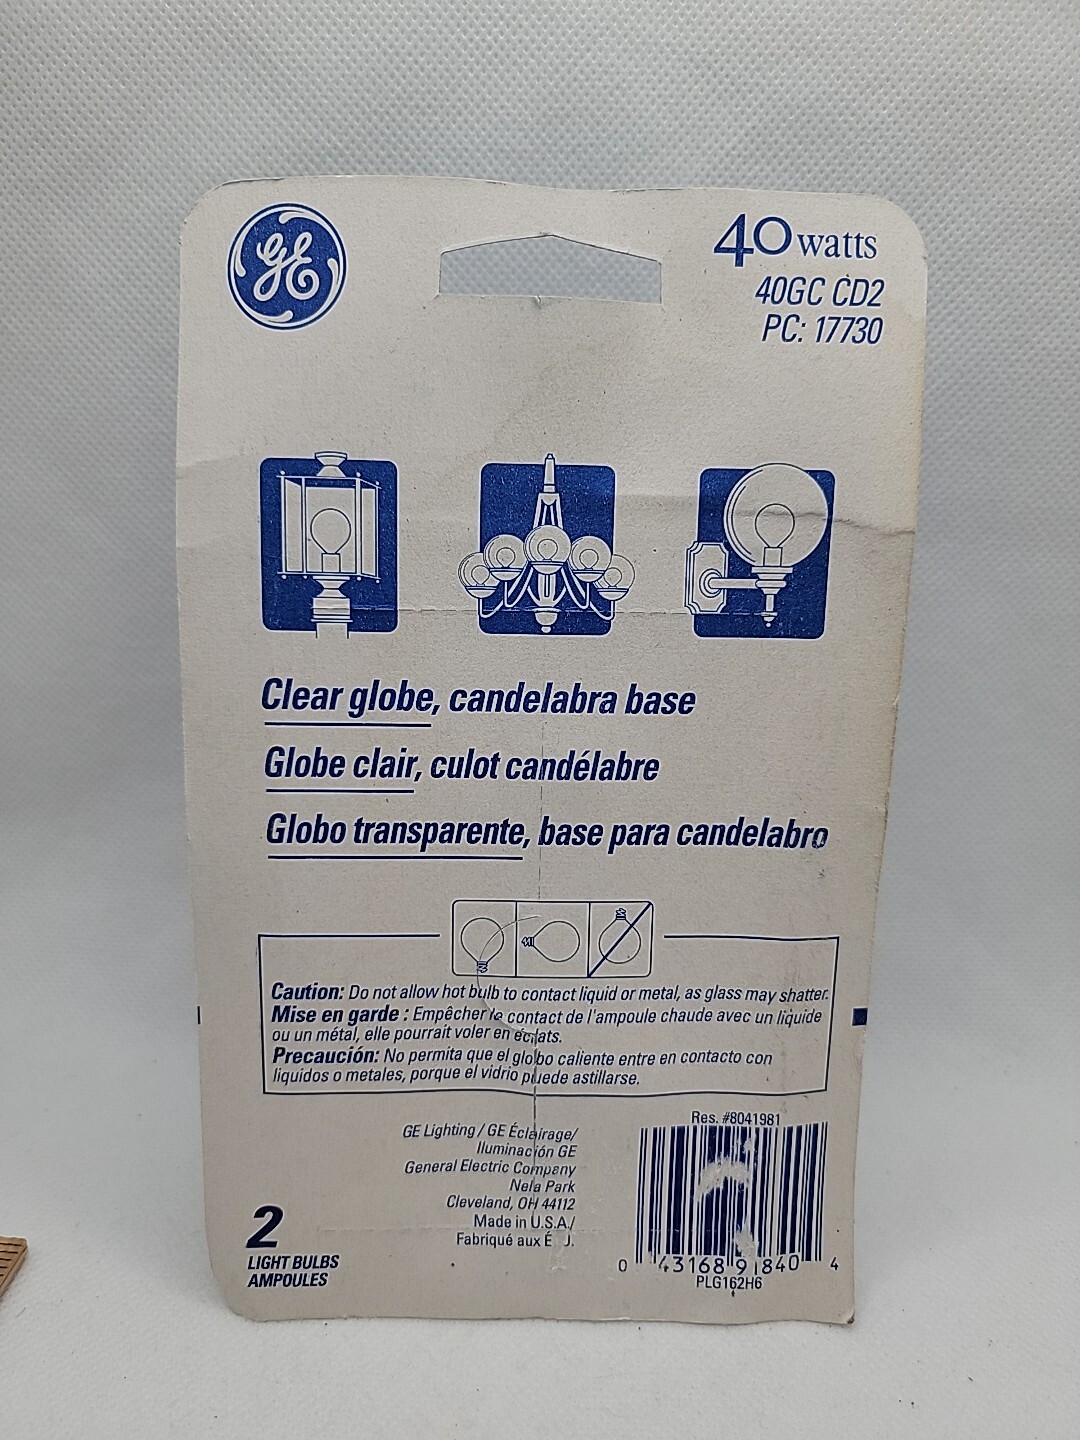 GE
40 watts
40GC CD2
PC: 17730
Clear globe, candelabra base
Globe clair, culot candélabre
Globo transparente, base para candelabro
Caution: Do not allow hot bulb to contact liquid or metal, as glass may shatter.
Mise en garde : Empêcher le contact de l'ampoule chaude avec un liquide
ou un métal, elle pourrait voler en éclats.
Precaución: No permita que el globo caliente entre en contacto con
liquidos o metales, porque el vidrio puede astillarse.
GE Lighting / GE Éclairage/
Iluminación GE
General Electric Company
Nela Park
Cleveland, OH 44112
Made in U.S.A./
Fabriqué aux É J.
2
LIGHT BULBS
AMPOULES
Res. #8041981
0 43168 91840 4
PLG162H6